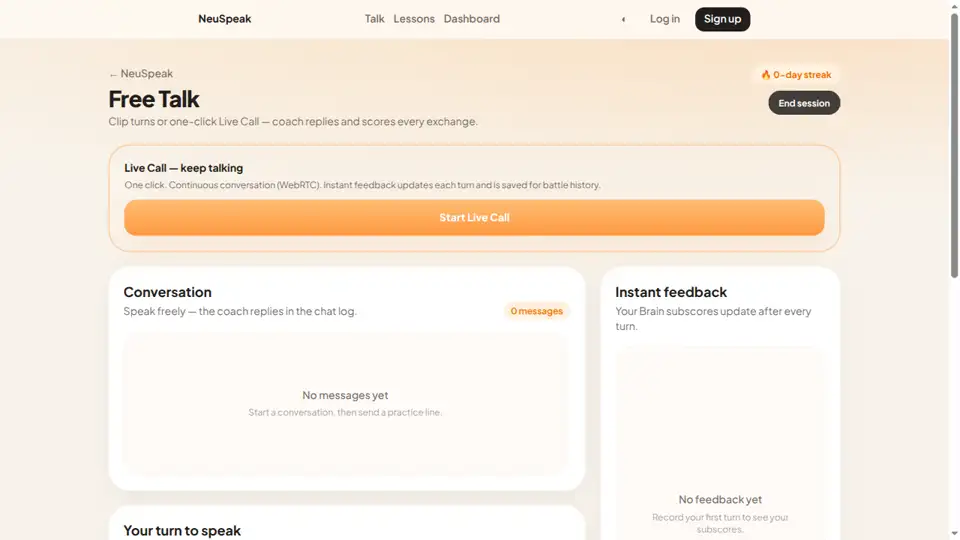 NeuSpeak
Talk Lessons Dashboard
Log in
Sign up
← NeuSpeak
🔥 0-day streak
Free Talk
End session
Clip turns or one-click Live Call — coach replies and scores every exchange.
Live Call — keep talking
One click. Continuous conversation (WebRTC). Instant feedback updates each turn and is saved for battle history.
Start Live Call
Conversation
Speak freely — the coach replies in the chat log.
0 messages
No messages yet
Start a conversation, then send a practice line.
Instant feedback
Your Brain subscores update after every
turn.
No feedback yet
Record your first turn to see your
subscores.
Your turn to speak